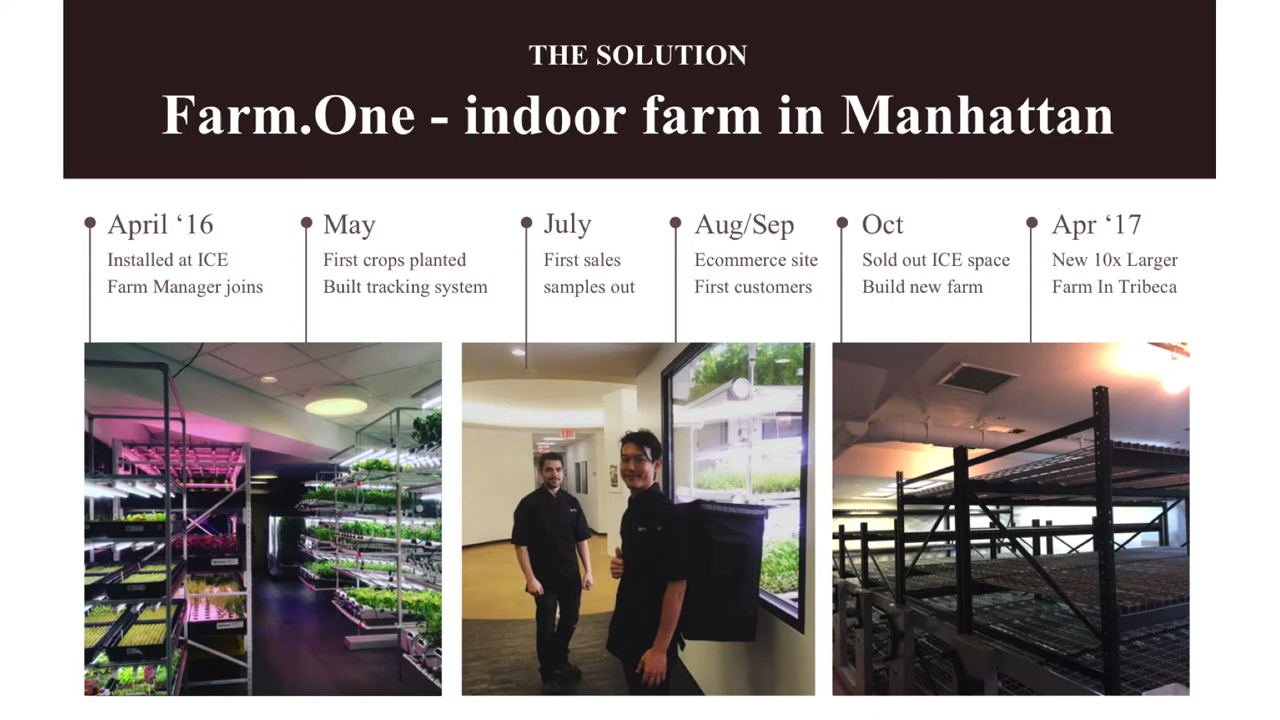 THE SOLUTION
Farm.One - indoor farm in Manhattan
April ‘16
Installed at ICE
Farm Manager joins
May
First crops planted
Built tracking system
July
First sales
samples out
Aug/Sep
Ecommerce site
First customers
Oct
Sold out ICE space
Build new farm
Apr ‘17
New 10x Larger
Farm In Tribeca